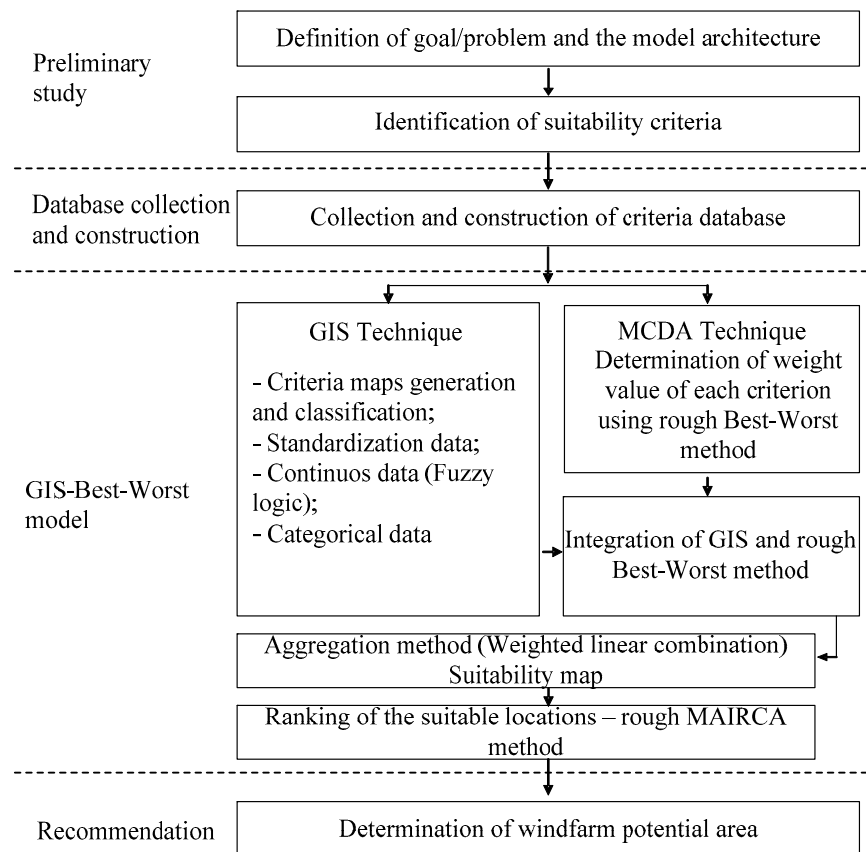 Preliminary
study
Definition of goal/problem and the model architecture
Identification of suitability criteria
Database collection
and construction
Collection and construction of criteria database
GIS-Best-Worst
model
GIS Technique
- Criteria maps generation
and classification;
- Standardization data;
- Continuos data (Fuzzy
logic);
- Categorical data
MCDA Technique
Determination of weight
value of each criterion
using rough Best-Worst
method
Integration of GIS and rough
Best-Worst method
Aggregation method (Weighted linear combination)
Suitability map
Ranking of the suitable locations – rough MAIRCA
method
Recommendation
Determination of windfarm potential area